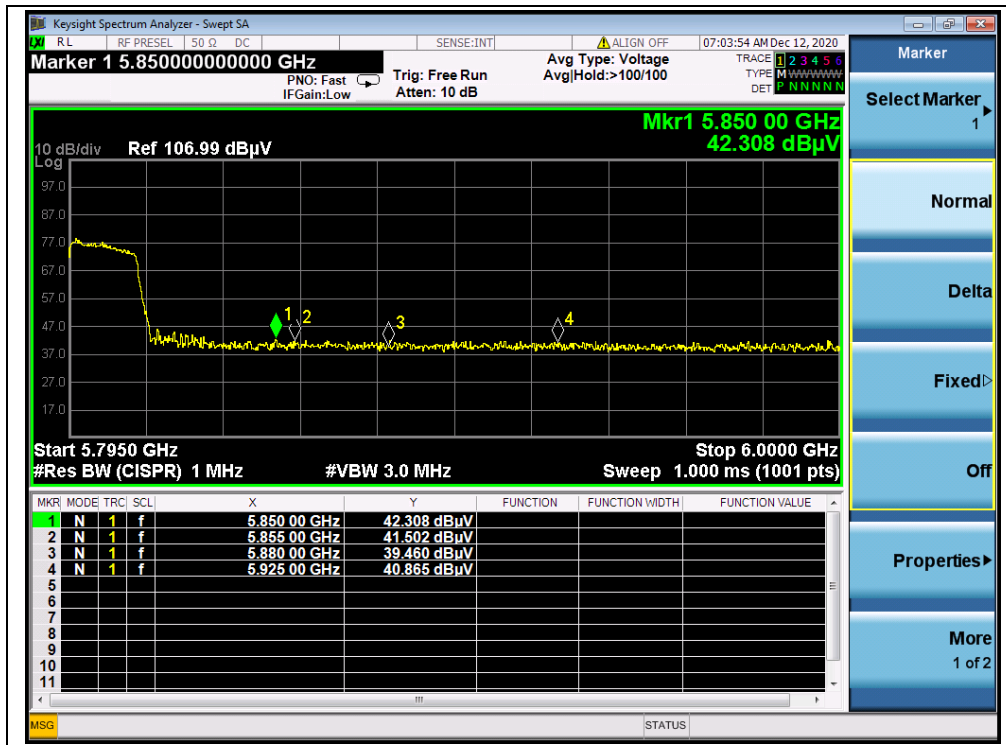 Keysight Spectrum Analyzer - Swept SA
LXI RL RF PRESEL 50 Ω DC SENSE:INT ALIGN OFF 07:03:54 AM Dec 12, 2020
Marker 1 5.850000000000 GHz
PNO: Fast
IFGain:Low
Trig: Free Run
Atten: 10 dB
Avg Type: Voltage
Avg|Hold:>100/100
TRACE 1 2 3 4 5 6
TYPE M W W W W W
DET P N N N N N
Mkr1 5.850 00 GHz
42.308 dBµV
10 dB/div Ref 106.99 dBµV
Log
97.0
87.0
77.0
67.0
57.0
47.0
37.0
27.0
17.0
1 2 3 4
Start 5.7950 GHz Stop 6.0000 GHz
#Res BW (CISPR) 1 MHz #VBW 3.0 MHz Sweep 1.000 ms (1001 pts)
MKR MODE TRC SCL X Y FUNCTION FUNCTION WIDTH FUNCTION VALUE
1 N 1 f 5.850 00 GHz 42.308 dBµV
2 N 1 f 5.855 00 GHz 41.502 dBµV
3 N 1 f 5.880 00 GHz 39.460 dBµV
4 N 1 f 5.925 00 GHz 40.865 dBµV
5
6
7
8
9
10
11
MSG STATUS
Marker
Select Marker
1
Normal
Delta
Fixed
Off
Properties
More
1 of 2